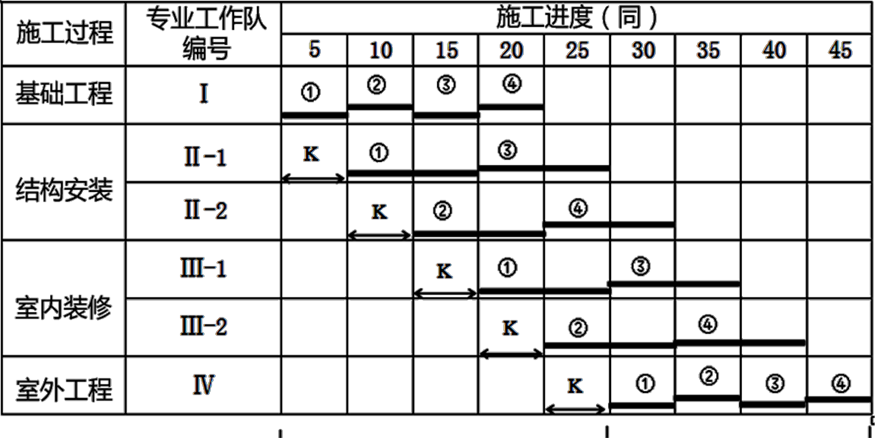 施工过程 专业工作队编号 施工进度（同）
5 10 15 20 25 30 35 40 45
基础工程 Ⅰ ① ② ③ ④
结构安装 Ⅱ-1 K ① ③
Ⅱ-2 K ② ④
室内装修 Ⅲ-1 K ① ③
Ⅲ-2 K ② ④
室外工程 Ⅳ K ① ② ③ ④